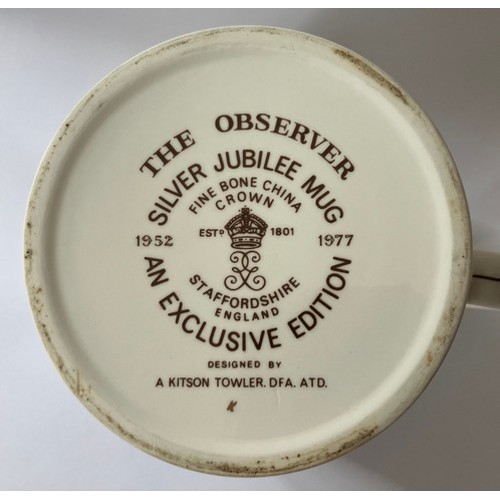 THE OBSERVER
SILVER JUBILEE MUG
FINE BONE CHINA
CROWN
ESTD 1801
1952 1977
STAFFORDSHIRE
ENGLAND
AN EXCLUSIVE EDITION
DESIGNED BY
A KITSON TOWLER. DFA. ATD.
K